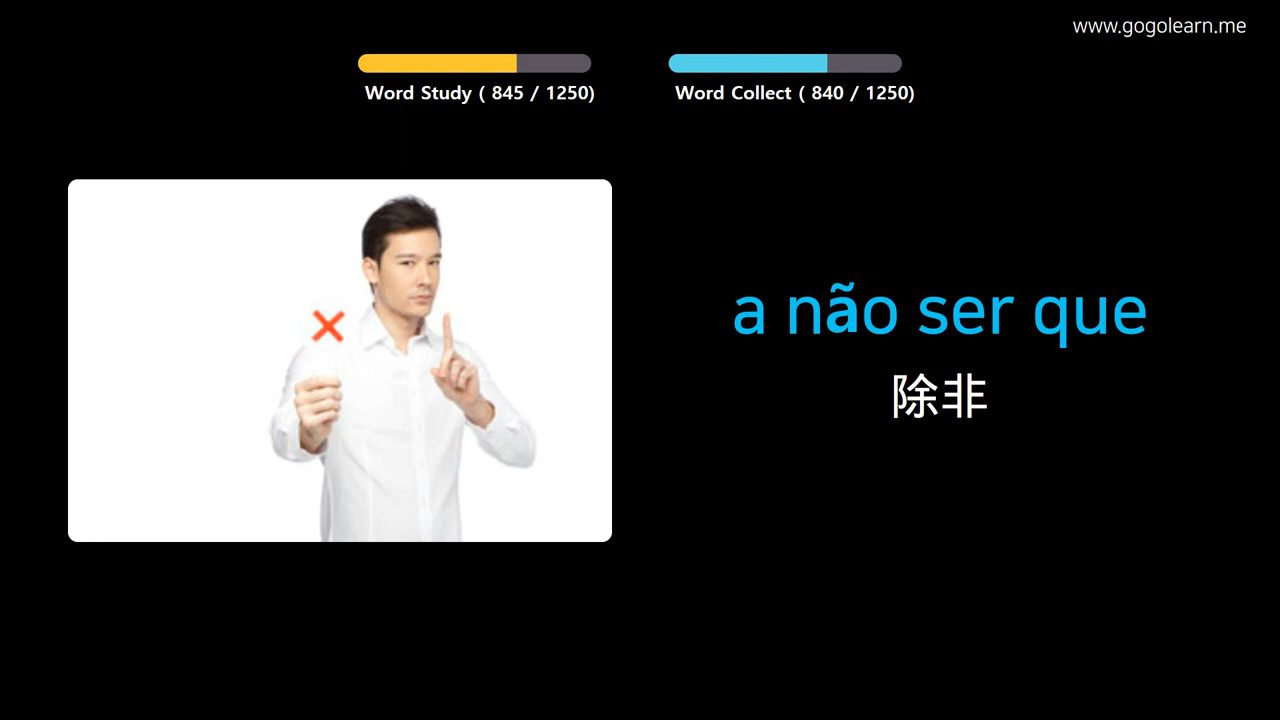 www.gogolearn.me
Word Study ( 845 / 1250)
Word Collect ( 840 / 1250)
a não ser que
除非